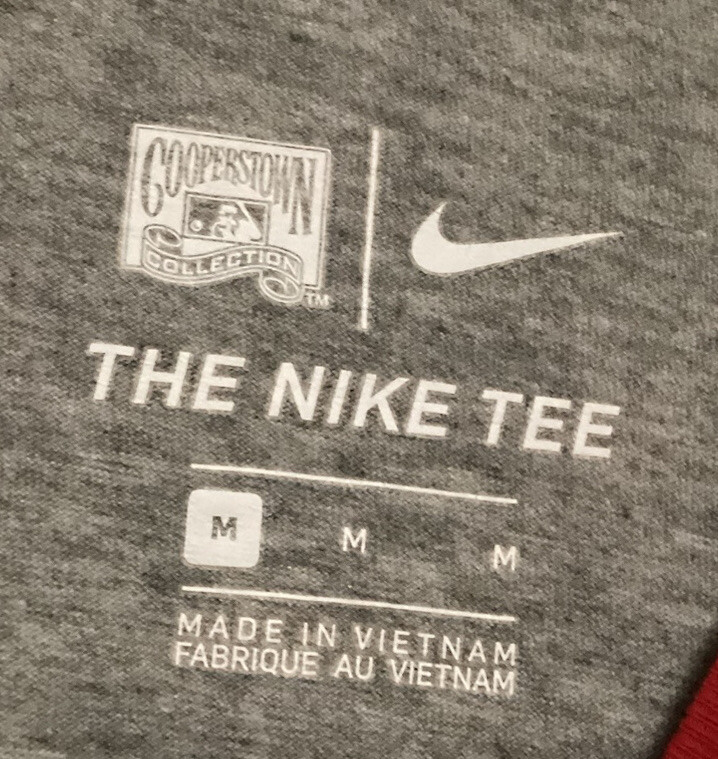 COOPERSTOWN
COLLECTION
TM
THE NIKE TEE
M M M
MADE IN VIETNAM
FABRIQUE AU VIETNAM